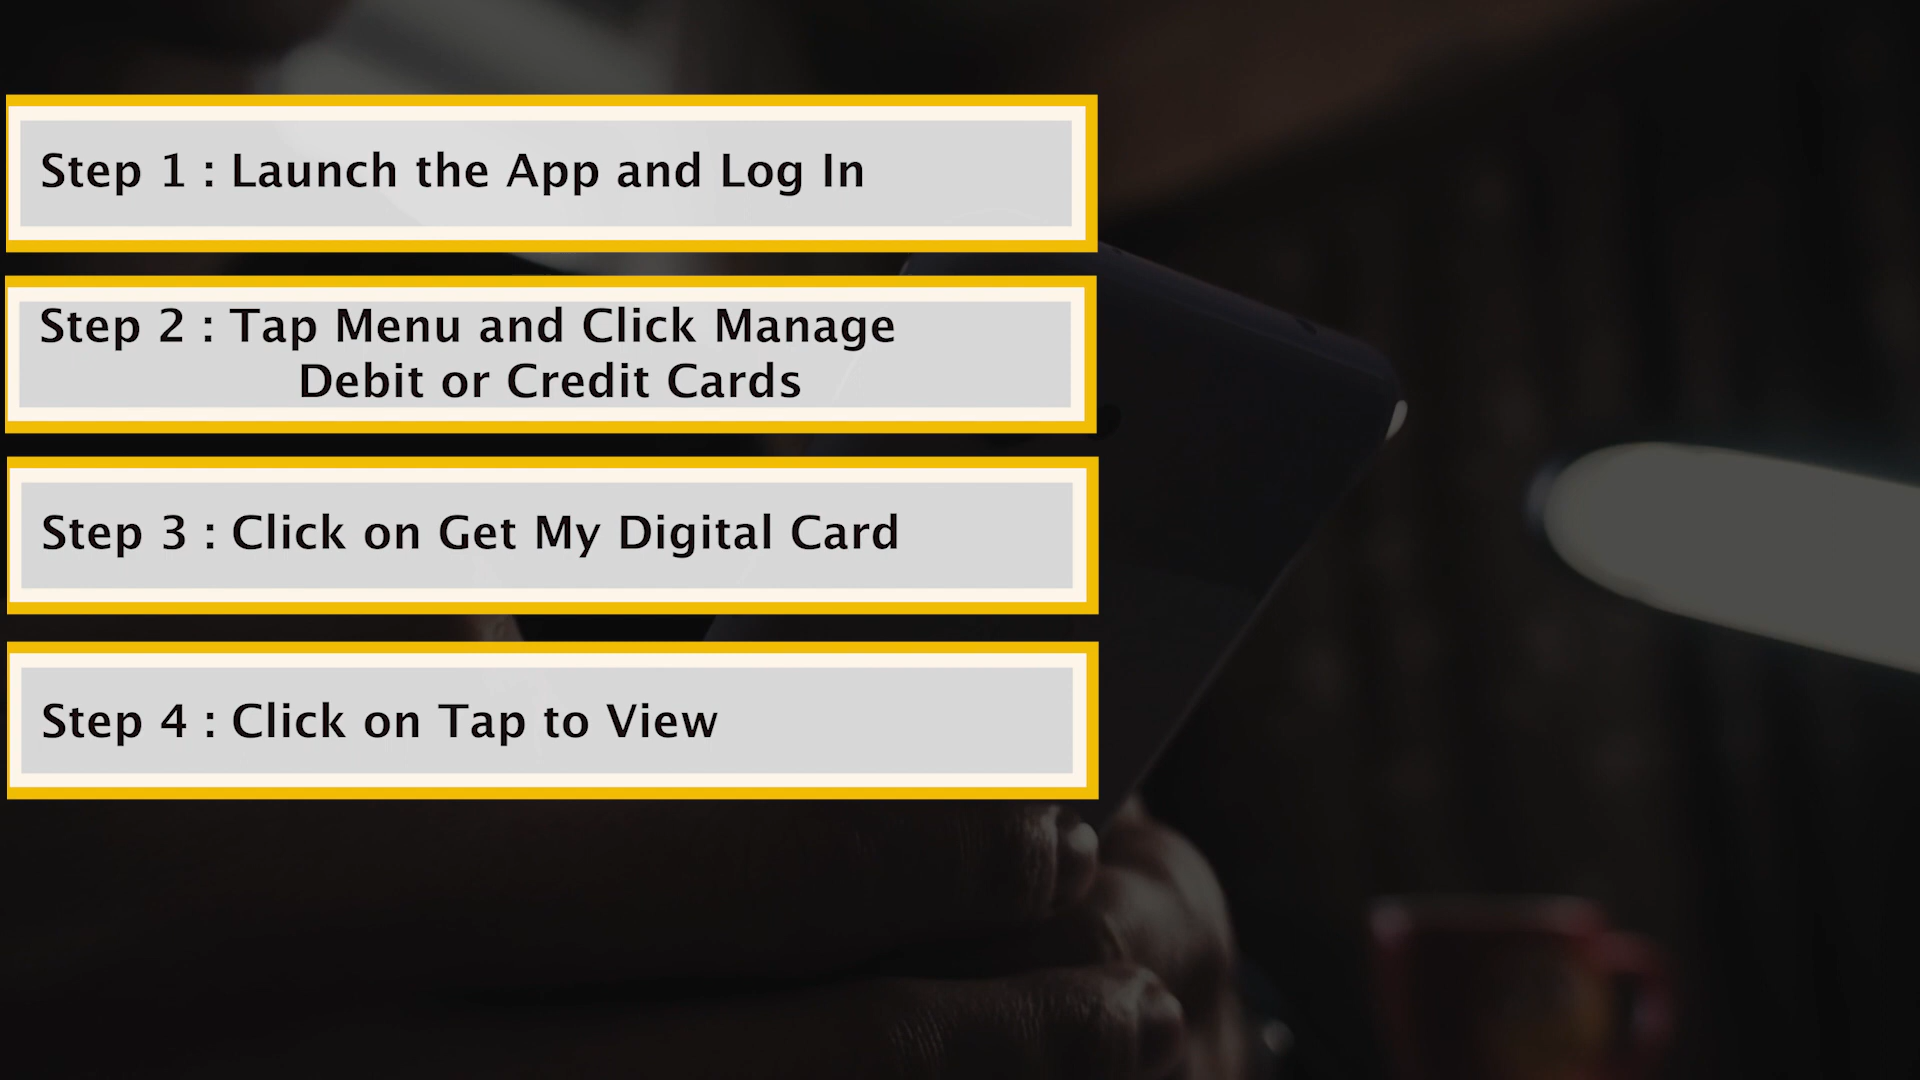 Step 1 : Launch the App and Log In
Step 2 : Tap Menu and Click Manage
Debit or Credit Cards
Step 3 : Click on Get My Digital Card
Step 4 : Click on Tap to View